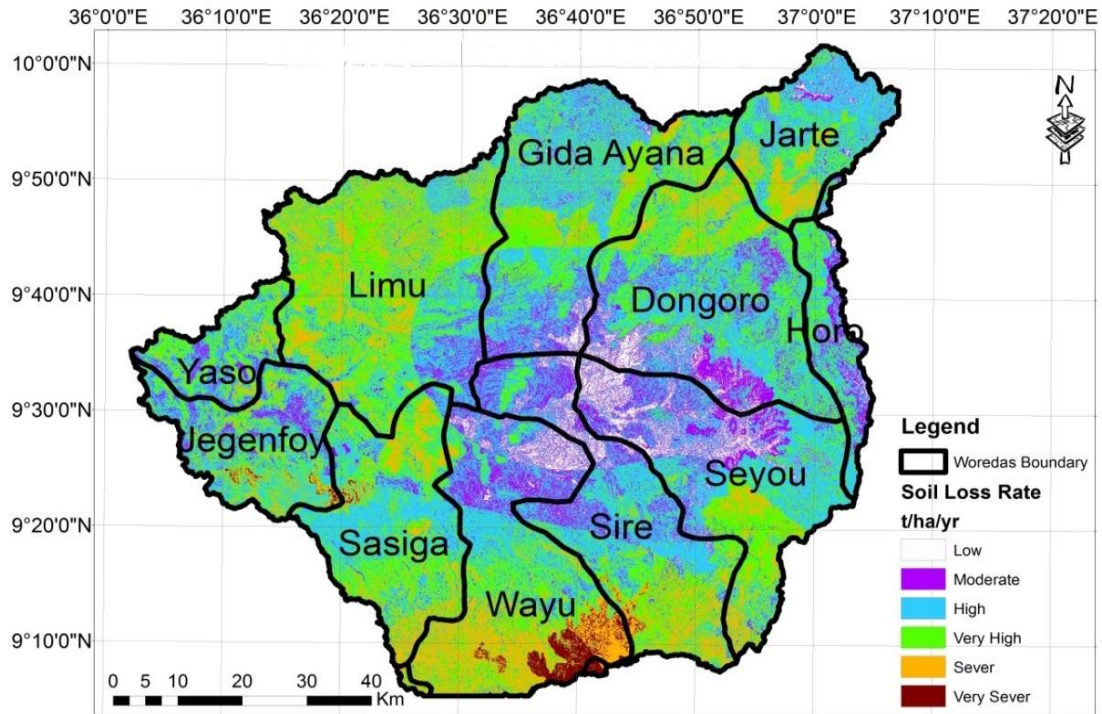 36°0'0"E 36°10'0"E 36°20'0"E 36°30'0"E 36°40'0"E 36°50'0"E 37°0'0"E 37°10'0"E 37°20'0"E
10°0'0"N
N
Jarte
Gida Ayana
9°50'0"N
Limu
9°40'0"N
Dongoro
Horo
Yaso
9°30'0"N
Jegenfoy
Legend
Woredas Boundary
Seyou
Soil Loss Rate
t/ha/yr
9°20'0"N
Sire
Sasiga
Low
Moderate
High
Wayu
Very High
9°10'0"N
Sever
Very Sever
0 5 10 20 30 40
Km